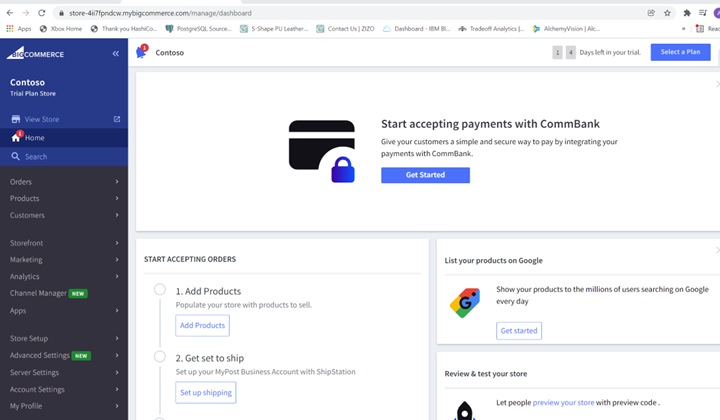 store-4ii7fpndcw.mybigcommerce.com/manage/dashboard
Apps Xbox Home Thank you HashiCo... PostgreSQL Source... S-Shape PU Leather... Contact Us | ZIZO Dashboard - IBM Bl... Tradeoff Analytics |... AlchemyVision | Alc... » Reac
BIGCOMMERCE «
1 Contoso 1 4 Days left in your trial. Select a Plan
Contoso
Trial Plan Store
View Store
1 Home
Search
Orders
Products
Customers
Storefront
Marketing
Analytics
Channel Manager NEW
Apps
Store Setup
Advanced Settings NEW
Server Settings
Account Settings
My Profile
Start accepting payments with CommBank
Give your customers a simple and secure way to pay by integrating your
payments with CommBank.
Get Started
START ACCEPTING ORDERS
1. Add Products
Populate your store with products to sell.
Add Products
2. Get set to ship
Set up your MyPost Business Account with ShipStation
Set up shipping
List your products on Google
G
Show your products to the millions of users searching on Google
every day
Get started
Review & test your store
Let people preview your store with preview code .